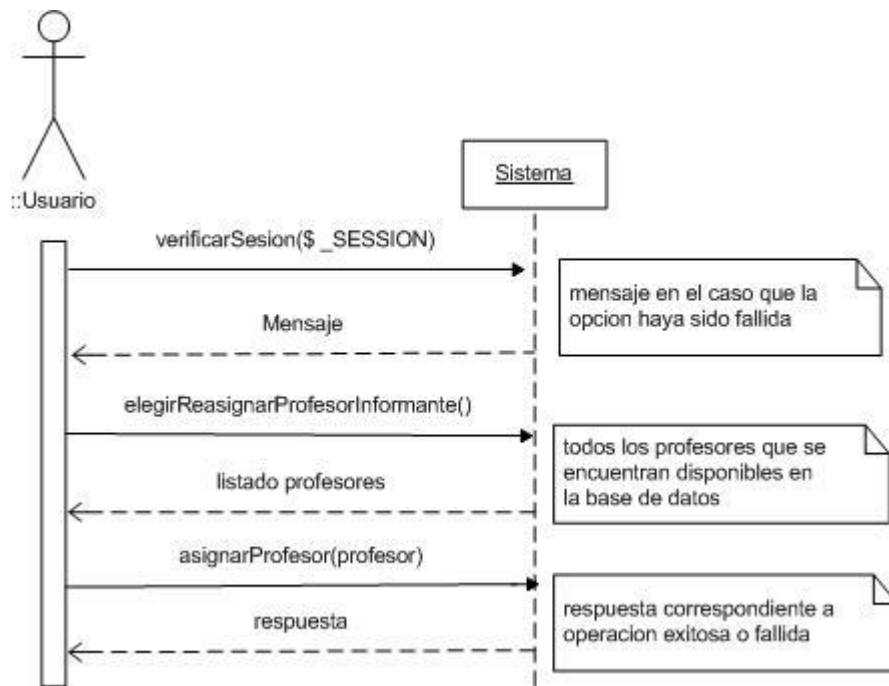 Sistema
::Usuario
verificarSesion($ _SESSION)
mensaje en el caso que la
opcion haya sido fallida
Mensaje
elegirReasignarProfesorInformante()
todos los profesores que se
encuentran disponibles en
la base de datos
listado profesores
asignarProfesor(profesor)
respuesta correspondiente a
operacion exitosa o fallida
respuesta